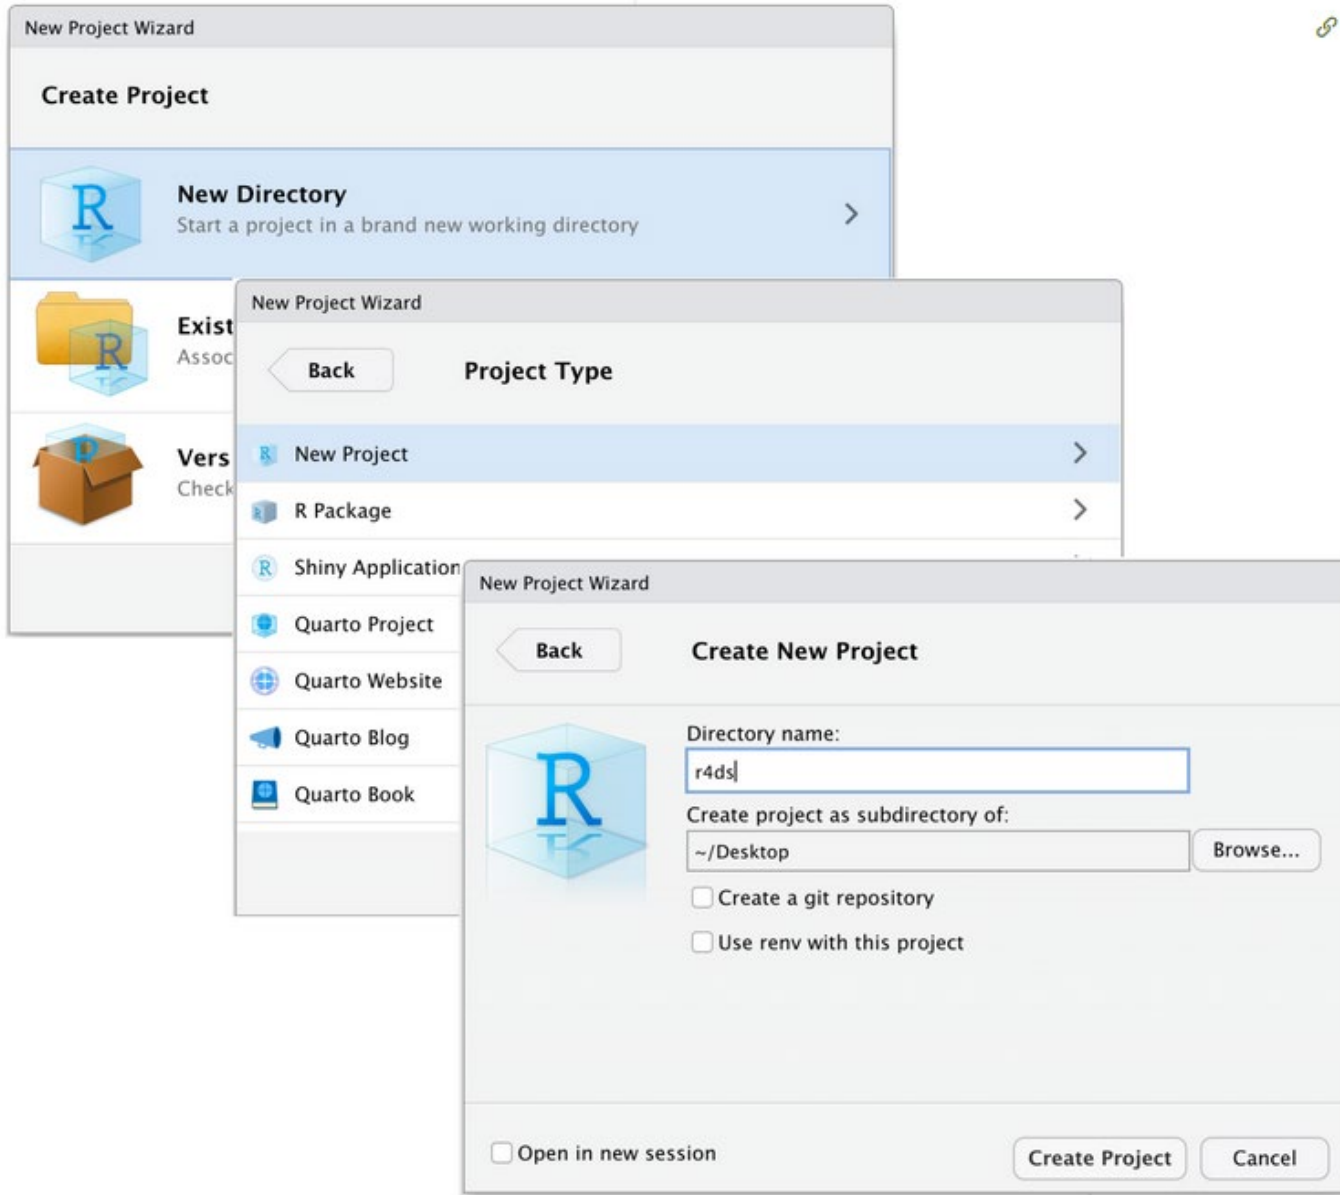 New Project Wizard
Create Project
R
New Directory
Start a project in a brand new working directory
R
Exist
Assoc
Vers
Check
New Project Wizard
Back
Project Type
R
New Project
R
R Package
R
Shiny Application
Quarto Project
Quarto Website
Quarto Blog
Quarto Book
New Project Wizard
Back
Create New Project
R
Directory name:
r4ds
Create project as subdirectory of:
~/Desktop
Browse...
Create a git repository
Use renv with this project
Open in new session
Create Project
Cancel